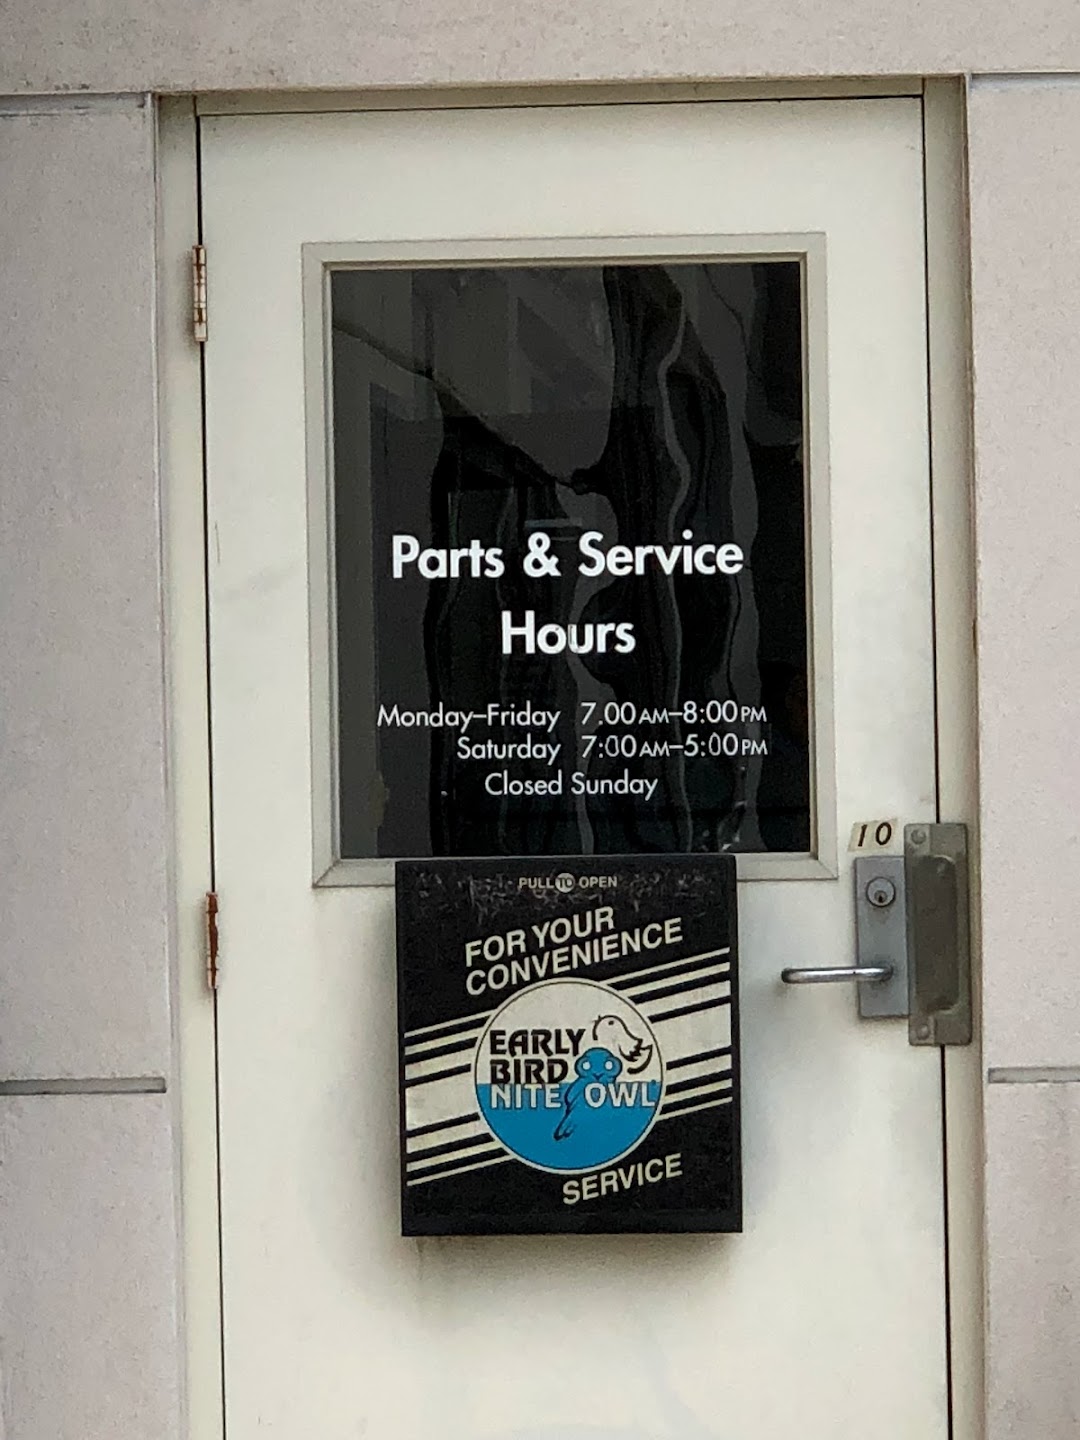 Parts & Service
Hours
Monday–Friday 7.00AM–8:00PM
Saturday 7:00AM–5:00PM
Closed Sunday
10
PULL TO OPEN
FOR YOUR
CONVENIENCE
EARLY
BIRD
NITE OWL
SERVICE